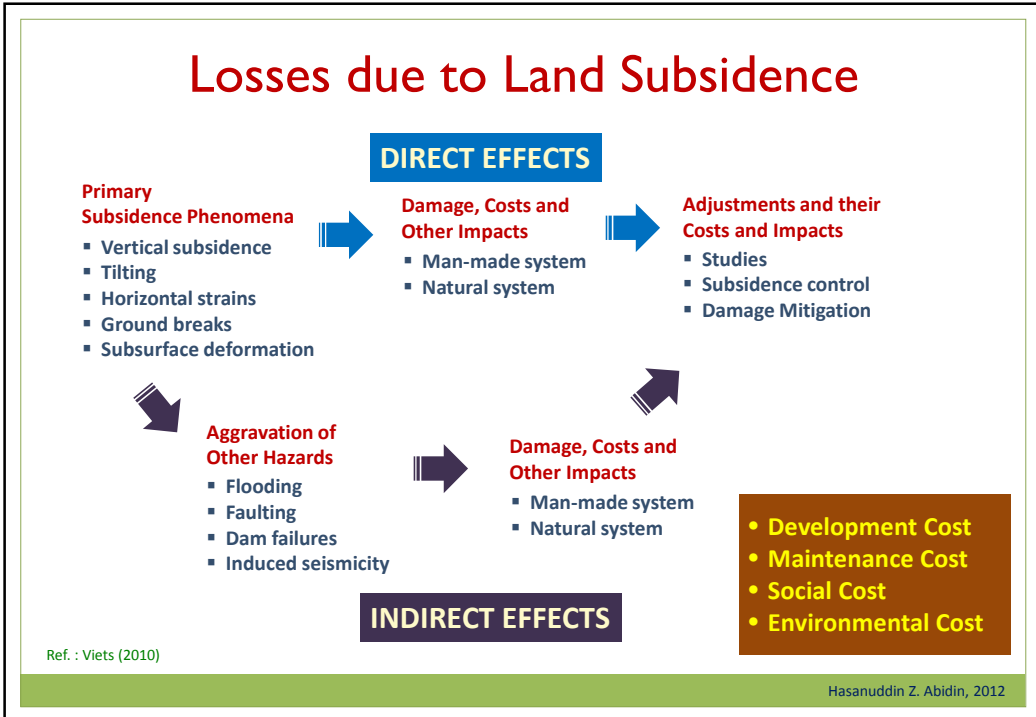 Losses due to Land Subsidence
DIRECT EFFECTS
Primary
Subsidence Phenomena
▪ Vertical subsidence
▪ Tilting
▪ Horizontal strains
▪ Ground breaks
▪ Subsurface deformation
Damage, Costs and
Other Impacts
▪ Man-made system
▪ Natural system
Adjustments and their
Costs and Impacts
▪ Studies
▪ Subsidence control
▪ Damage Mitigation
Aggravation of
Other Hazards
▪ Flooding
▪ Faulting
▪ Dam failures
▪ Induced seismicity
Damage, Costs and
Other Impacts
▪ Man-made system
▪ Natural system
INDIRECT EFFECTS
• Development Cost
• Maintenance Cost
• Social Cost
• Environmental Cost
Ref. : Viets (2010)
Hasanuddin Z. Abidin, 2012